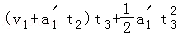 (v₁+a₁′ t₂) t₃+½a₁′ t₃²